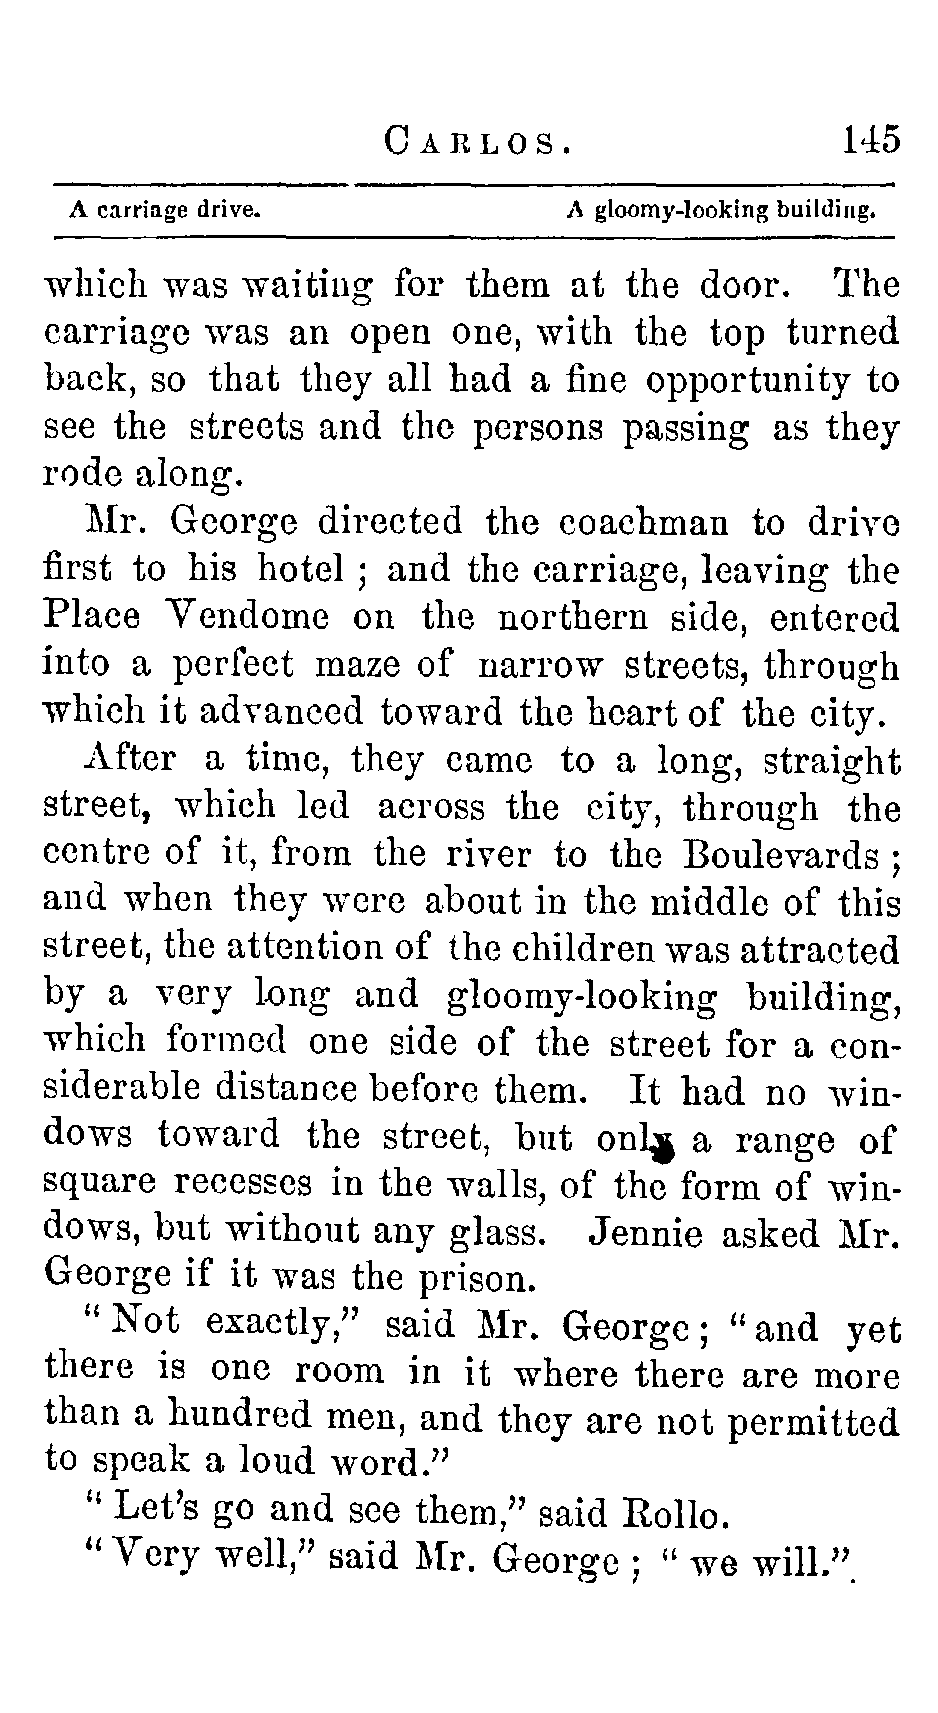 CARLOS. 145
A carriage drive. A gloomy-looking building.
which was waiting for them at the door. The
carriage was an open one, with the top turned
back, so that they all had a fine opportunity to
see the streets and the persons passing as they
rode along.
Mr. George directed the coachman to drive
first to his hotel ; and the carriage, leaving the
Place Vendome on the northern side, entered
into a perfect maze of narrow streets, through
which it advanced toward the heart of the city.
After a time, they came to a long, straight
street, which led across the city, through the
centre of it, from the river to the Boulevards ;
and when they were about in the middle of this
street, the attention of the children was attracted
by a very long and gloomy-looking building,
which formed one side of the street for a con-
siderable distance before them. It had no win-
dows toward the street, but only a range of
square recesses in the walls, of the form of win-
dows, but without any glass. Jennie asked Mr.
George if it was the prison.
“ Not exactly,” said Mr. George ; “ and yet
there is one room in it where there are more
than a hundred men, and they are not permitted
to speak a loud word.”
“ Let’s go and see them,” said Rollo.
“ Very well,” said Mr. George ; “ we will.”